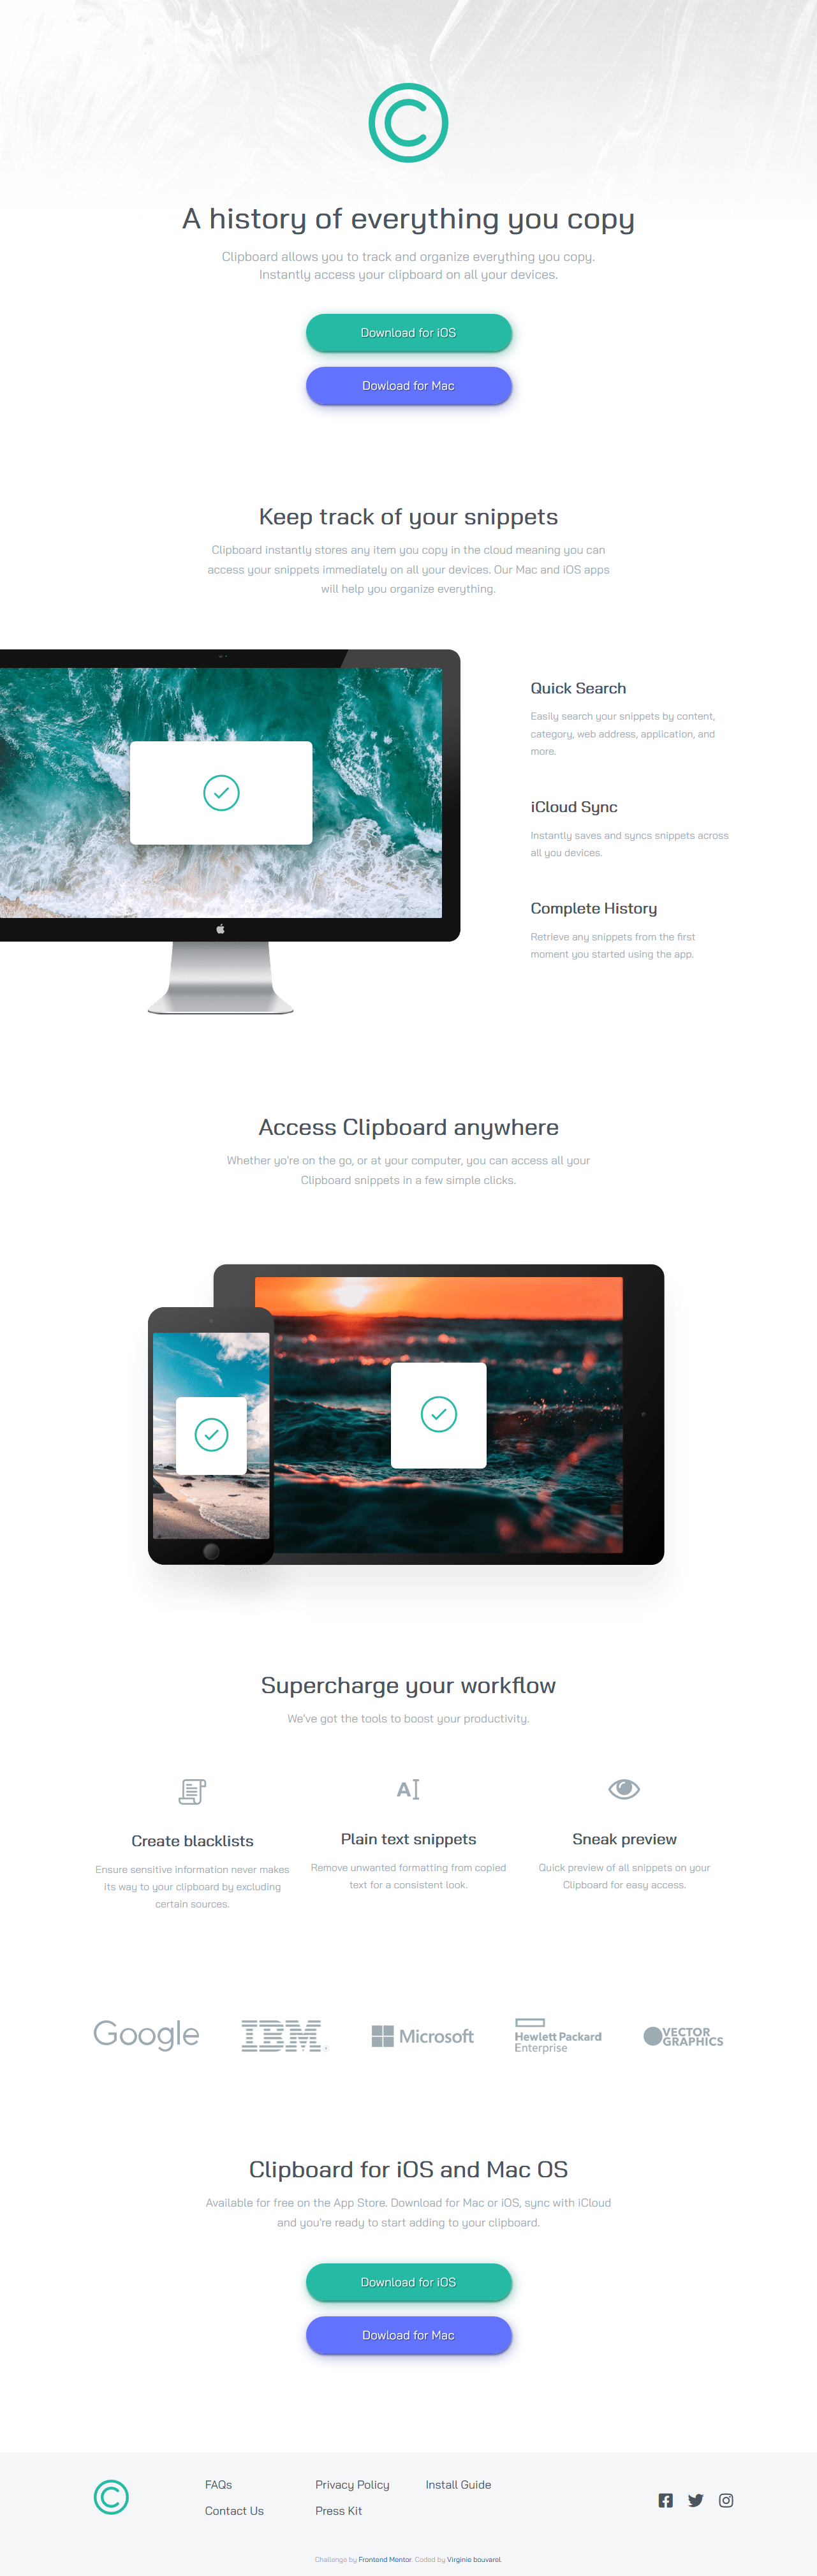 A history of everything you copy
Clipboard allows you to track and organize everything you copy.
Instantly access your clipboard on all your devices.
Download for iOS
Dowload for Mac
Keep track of your snippets
Clipboard instantly stores any item you copy in the cloud meaning you can
access your snippets immediately on all your devices. Our Mac and iOS apps
will help you organize everything.
Quick Search
Easily search your snippets by content,
category, web address, application, and
more.
iCloud Sync
Instantly saves and syncs snippets across
all you devices.
Complete History
Retrieve any snippets from the first
moment you started using the app.
Access Clipboard anywhere
Whether yo're on the go, or at your computer, you can access all your
Clipboard snippets in a few simple clicks.
Supercharge your workflow
We've got the tools to boost your productivity.
Create blacklists
Ensure sensitive information never makes
its way to your clipboard by excluding
certain sources.
Plain text snippets
Remove unwanted formatting from copied
text for a consistent look.
Sneak preview
Quick preview of all snippets on your
Clipboard for easy access.
Google
IBM
Microsoft
Hewlett Packard
Enterprise
VECTOR
GRAPHICS
Clipboard for iOS and Mac OS
Available for free on the App Store. Download for Mac or iOS, sync with iCloud
and you're ready to start adding to your clipboard.
Download for iOS
Dowload for Mac
FAQs
Contact Us
Privacy Policy
Press Kit
Install Guide
Challenge by Frontend Mentor. Coded by Virginie bouvarel.